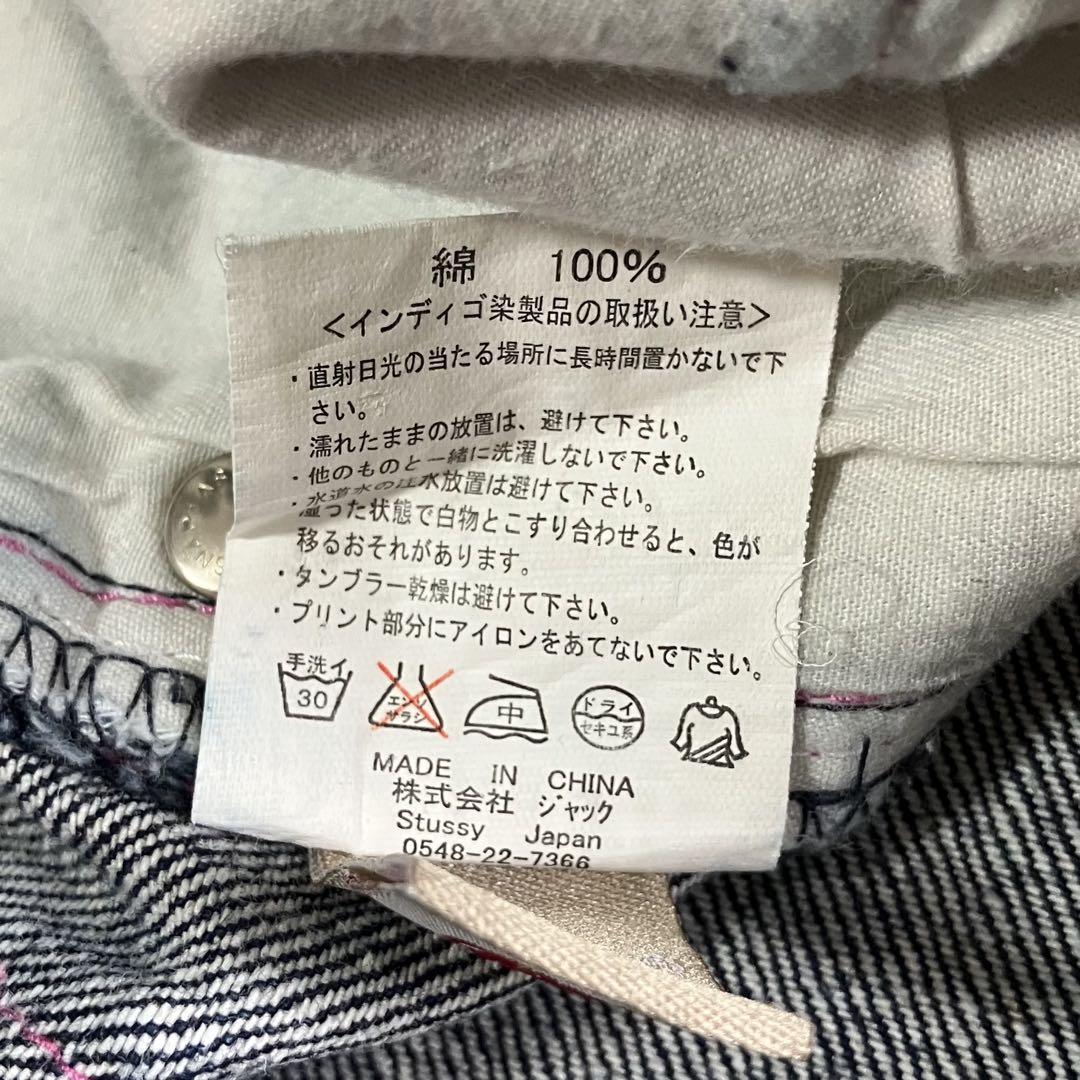 綿 100%
<インディゴ染製品の取扱い注意>
・直射日光の当たる場所に長時間置かないで下
さい。
・濡れたままの放置は、避けて下さい。
・他のものと一緒に洗濯しないで下さい。
・水道水の注水放置は避けて下さい。
・湿った状態で白物とこすり合わせると、色が
移るおそれがあります。
・タンブラー乾燥は避けて下さい。
・プリント部分にアイロンをあてないで下さい。
手洗イ
30
エンソ
サラシ
中
ドライ
セキユ系
MADE IN CHINA
株式会社 ジャック
Stussy Japan
0548-22-7366